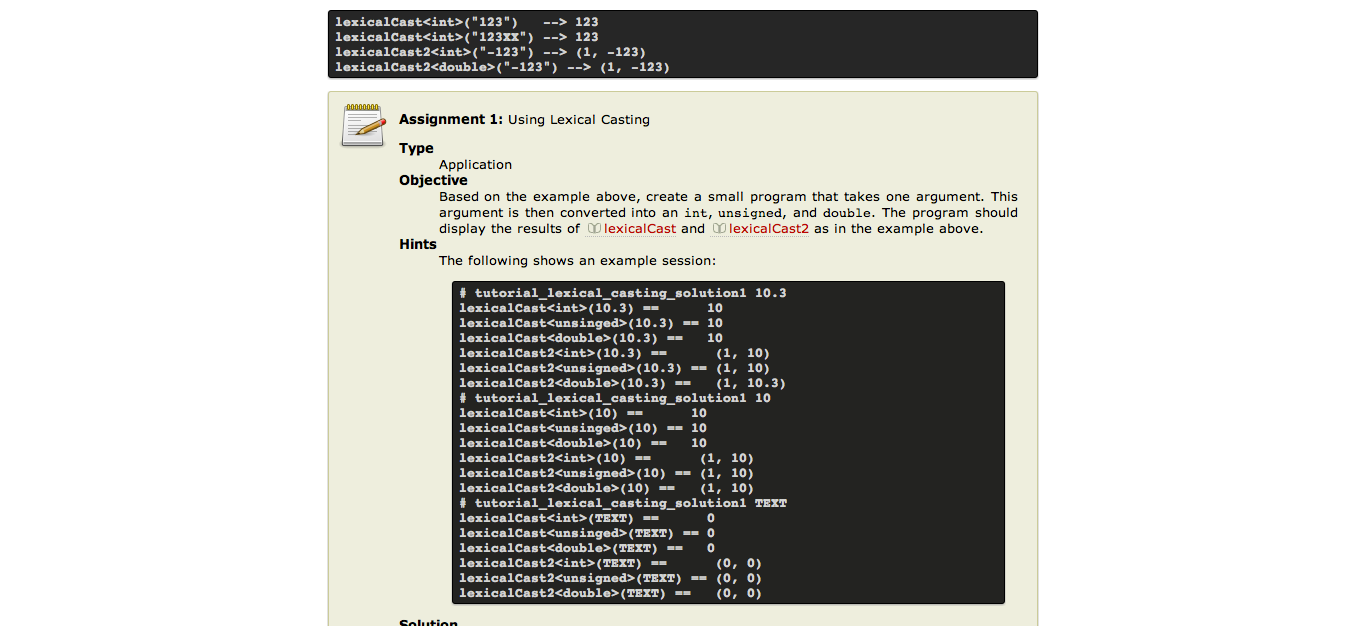 lexicalCast<int>("123")   --> 123
lexicalCast<int>("123XX") --> 123
lexicalCast2<int>("-123") --> (1, -123)
lexicalCast2<double>("-123") --> (1, -123)
Assignment 1: Using Lexical Casting
Type
Application
Objective
Based on the example above, create a small program that takes one argument. This
argument is then converted into an int, unsigned, and double. The program should
display the results of lexicalCast and lexicalCast2 as in the example above.
Hints
The following shows an example session:
# tutorial_lexical_casting_solution1 10.3
lexicalCast<int>(10.3) ==      10
lexicalCast<unsinged>(10.3) == 10
lexicalCast<double>(10.3) ==   10
lexicalCast2<int>(10.3) ==      (1, 10)
lexicalCast2<unsigned>(10.3) == (1, 10)
lexicalCast2<double>(10.3) ==   (1, 10.3)
# tutorial_lexical_casting_solution1 10
lexicalCast<int>(10) ==      10
lexicalCast<unsinged>(10) == 10
lexicalCast<double>(10) ==   10
lexicalCast2<int>(10) ==      (1, 10)
lexicalCast2<unsigned>(10) == (1, 10)
lexicalCast2<double>(10) ==   (1, 10)
# tutorial_lexical_casting_solution1 TEXT
lexicalCast<int>(TEXT) ==      0
lexicalCast<unsinged>(TEXT) == 0
lexicalCast<double>(TEXT) ==   0
lexicalCast2<int>(TEXT) ==      (0, 0)
lexicalCast2<unsigned>(TEXT) == (0, 0)
lexicalCast2<double>(TEXT) ==   (0, 0)
Solution